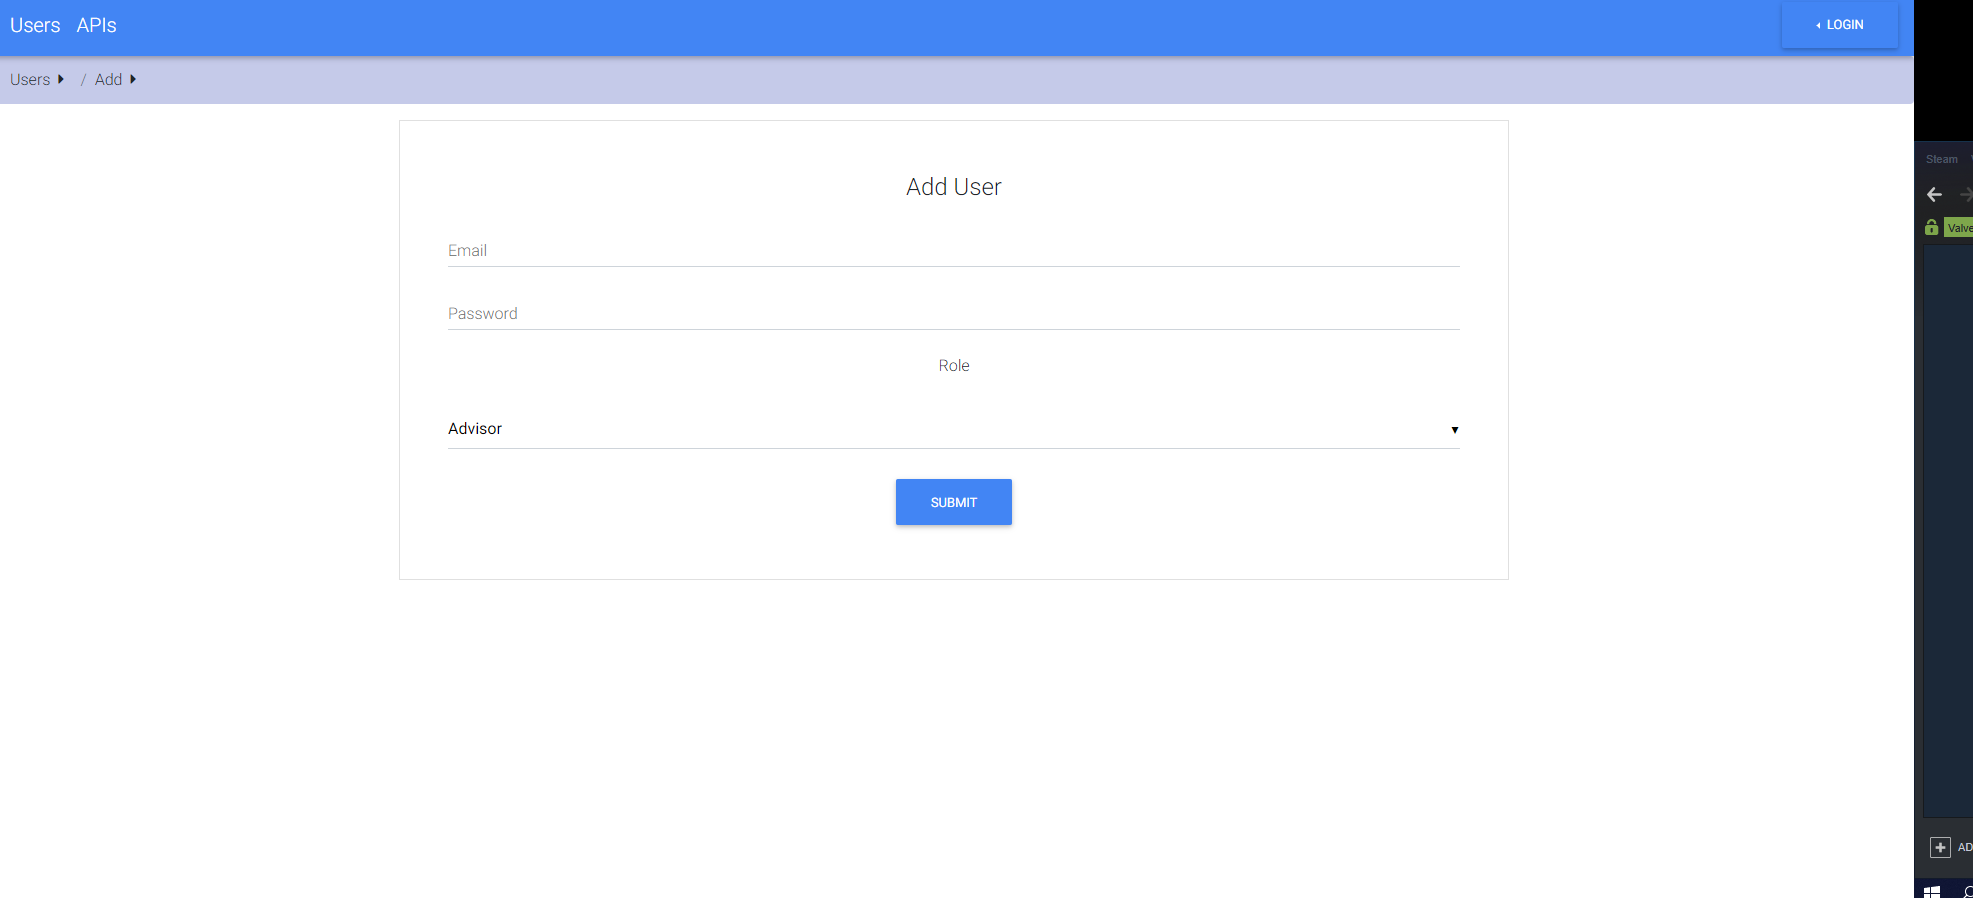 Users APIs
LOGIN
Users / Add
Add User
Email
Password
Role
Advisor
SUBMIT
Steam
Valve
AD